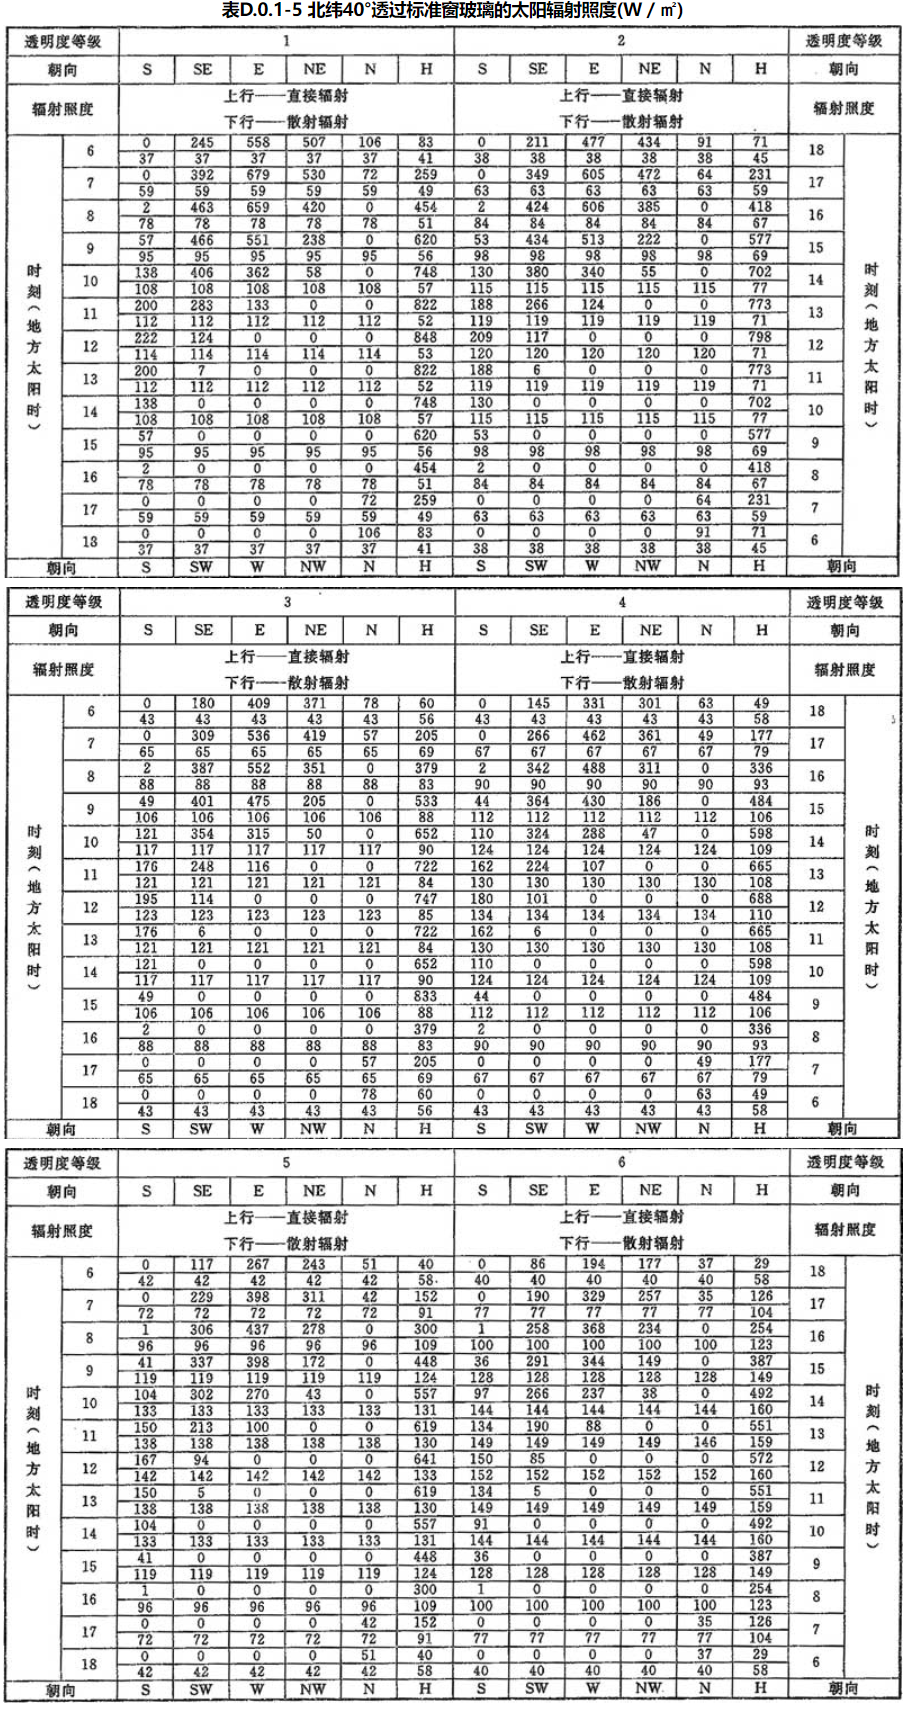 表D.0.1-5 北纬40°透过标准窗玻璃的太阳辐射照度(W / ㎡)
透明度等级 1 2 透明度等级
朝向 S SE E NE N H S SE E NE N H 朝向
辐射照度 上行——直接辐射 上行——直接辐射 辐射照度
下行——散射辐射 下行——散射辐射
时刻(地方太阳时) 时刻(地方太阳时)
6 0 245 558 507 106 83 0 211 477 434 91 71 18
37 37 37 37 37 41 38 38 38 38 38 45
7 0 392 679 530 72 259 0 349 605 472 64 231 17
59 59 59 59 59 49 63 63 63 63 63 59
8 2 463 659 420 0 454 2 424 606 385 0 418 16
78 78 78 78 78 51 84 84 84 84 84 67
9 57 466 551 238 0 620 53 434 513 222 0 577 15
95 95 95 95 95 56 98 98 98 98 98 69
10 138 406 362 58 0 748 130 380 340 55 0 702 14
108 108 108 108 108 57 115 115 115 115 115 77
11 200 283 133 0 0 822 188 266 124 0 0 773 13
112 112 112 112 112 52 119 119 119 119 119 71
12 222 124 0 0 0 848 209 117 0 0 0 798 12
114 114 114 114 114 53 120 120 120 120 120 71
13 200 7 0 0 0 822 188 6 0 0 0 773 11
112 112 112 112 112 52 119 119 119 119 119 71
14 138 0 0 0 0 748 130 0 0 0 0 702 10
108 108 108 108 108 57 115 115 115 115 115 77
15 57 0 0 0 0 620 53 0 0 0 0 577 9
95 95 95 95 95 56 98 98 98 98 98 69
16 2 0 0 0 0 454 2 0 0 0 0 418 8
78 78 78 78 78 51 84 84 84 84 84 67
17 0 0 0 0 72 259 0 0 0 0 64 231 7
59 59 59 59 59 49 63 63 63 63 63 59
18 0 0 0 0 106 83 0 0 0 0 91 71 6
37 37 37 37 37 41 38 38 38 38 38 45
朝向 S SW W NW N H S SW W NW N H 朝向
透明度等级 3 4 透明度等级
朝向 S SE E NE N H S SE E NE N H 朝向
辐射照度 上行——直接辐射 上行——直接辐射 辐射照度
下行——散射辐射 下行——散射辐射
时刻(地方太阳时) 时刻(地方太阳时)
6 0 180 409 371 78 60 0 145 331 301 63 49 18
43 43 43 43 43 56 43 43 43 43 43 58
7 0 309 536 419 57 205 0 266 462 361 49 177 17
65 65 65 65 65 69 67 67 67 67 67 79
8 2 387 552 351 0 379 2 342 488 311 0 336 16
88 88 88 88 88 83 90 90 90 90 90 93
9 49 401 475 205 0 533 44 364 430 186 0 484 15
106 106 106 106 106 88 112 112 112 112 112 106
10 121 354 315 50 0 652 110 324 288 47 0 598 14
117 117 117 117 117 90 124 124 124 124 124 109
11 176 248 116 0 0 722 162 224 107 0 0 665 13
121 121 121 121 121 84 130 130 130 130 130 108
12 195 114 0 0 0 747 180 101 0 0 0 688 12
123 123 123 123 123 85 134 134 134 134 134 110
13 176 6 0 0 0 722 162 6 0 0 0 665 11
121 121 121 121 121 84 130 130 130 130 130 108
14 121 0 0 0 0 652 110 0 0 0 0 598 10
117 117 117 117 117 90 124 124 124 124 124 109
15 49 0 0 0 0 833 44 0 0 0 0 484 9
106 106 106 106 106 88 112 112 112 112 112 106
16 2 0 0 0 0 379 2 0 0 0 0 336 8
88 88 88 88 88 83 90 90 90 90 90 93
17 0 0 0 0 57 205 0 0 0 0 49 177 7
65 65 65 65 65 69 67 67 67 67 67 79
18 0 0 0 0 78 60 0 0 0 0 63 49 6
43 43 43 43 43 56 43 43 43 43 43 58
朝向 S SW W NW N H S SW W NW N H 朝向
透明度等级 5 6 透明度等级
朝向 S SE E NE N H S SE E NE N H 朝向
辐射照度 上行——直接辐射 上行——直接辐射 辐射照度
下行——散射辐射 下行——散射辐射
时刻(地方太阳时) 时刻(地方太阳时)
6 0 117 267 243 51 40 0 86 194 177 37 29 18
42 42 42 42 42 58 40 40 40 40 40 58
7 0 229 398 311 42 152 0 190 329 257 35 126 17
72 72 72 72 72 91 77 77 77 77 77 104
8 1 306 437 278 0 300 1 258 368 234 0 254 16
96 96 96 96 96 109 100 100 100 100 100 123
9 41 337 398 172 0 448 36 291 344 149 0 387 15
119 119 119 119 119 124 128 128 128 128 128 149
10 104 302 270 43 0 557 97 266 237 38 0 492 14
133 133 133 133 133 131 144 144 144 144 144 160
11 150 213 100 0 0 619 134 190 88 0 0 551 13
138 138 138 138 138 130 149 149 149 149 146 159
12 167 94 0 0 0 641 150 85 0 0 0 572 12
142 142 142 142 142 133 152 152 152 152 152 160
13 150 5 0 0 0 619 134 5 0 0 0 551 11
138 138 138 138 138 130 149 149 149 149 149 159
14 104 0 0 0 0 557 91 0 0 0 0 492 10
133 133 133 133 133 131 144 144 144 144 144 160
15 41 0 0 0 0 448 36 0 0 0 0 387 9
119 119 119 119 119 124 128 128 128 128 128 149
16 1 0 0 0 0 300 1 0 0 0 0 254 8
96 96 96 96 96 109 100 100 100 100 100 123
17 0 0 0 0 42 152 0 0 0 0 35 126 7
72 72 72 72 72 91 77 77 77 77 77 104
18 0 0 0 0 51 40 0 0 0 0 37 29 6
42 42 42 42 42 58 40 40 40 40 40 58
朝向 S SW W NW N H S SW W NW N H 朝向